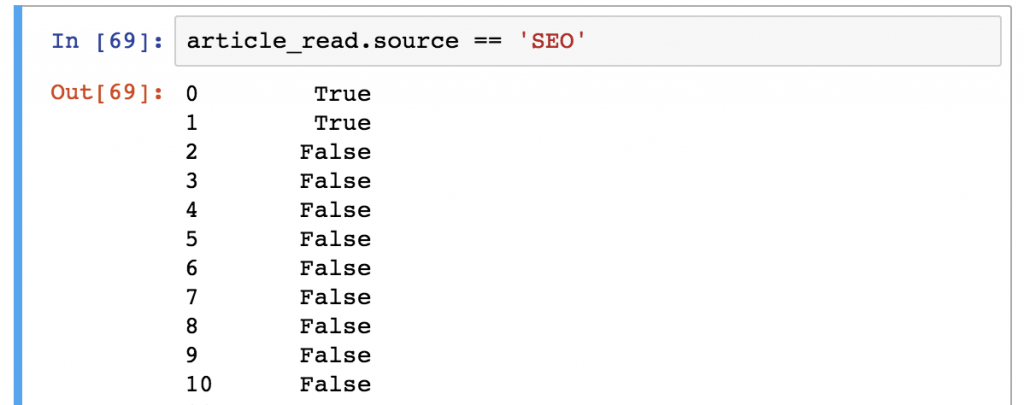 In [69]: article_read.source == 'SEO'
Out[69]: 0 True
1 True
2 False
3 False
4 False
5 False
6 False
7 False
8 False
9 False
10 False